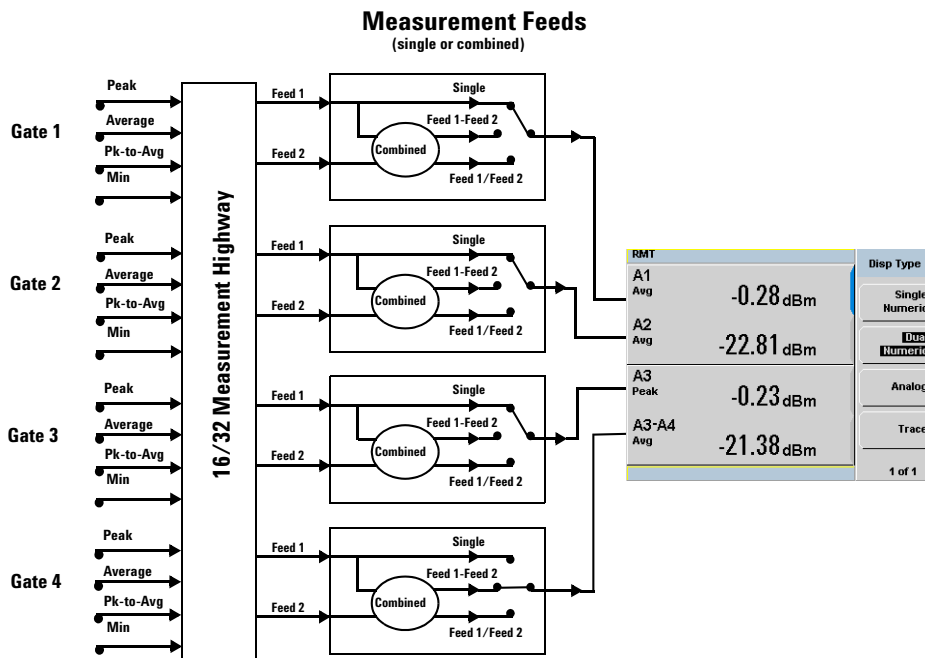 Measurement Feeds
(single or combined)
Gate 1
Peak
Average
Pk-to-Avg
Min
Gate 2
Peak
Average
Pk-to-Avg
Min
Gate 3
Peak
Average
Pk-to-Avg
Min
Gate 4
Peak
Average
Pk-to-Avg
Min
16/32 Measurement Highway
Feed 1
Feed 2
Single
Feed 1-Feed 2
Combined
Feed 1/Feed 2
Feed 1
Feed 2
Single
Feed 1-Feed 2
Combined
Feed 1/Feed 2
Feed 1
Feed 2
Single
Feed 1-Feed 2
Combined
Feed 1/Feed 2
Feed 1
Feed 2
Single
Feed 1-Feed 2
Combined
Feed 1/Feed 2
RMT
A1
Avg
-0.28 dBm
A2
Avg
-22.81 dBm
A3
Peak
-0.23 dBm
A3-A4
Avg
-21.38 dBm
Disp Type
Single
Numeric
Dua
Numeric
Analog
Trace
1 of 1